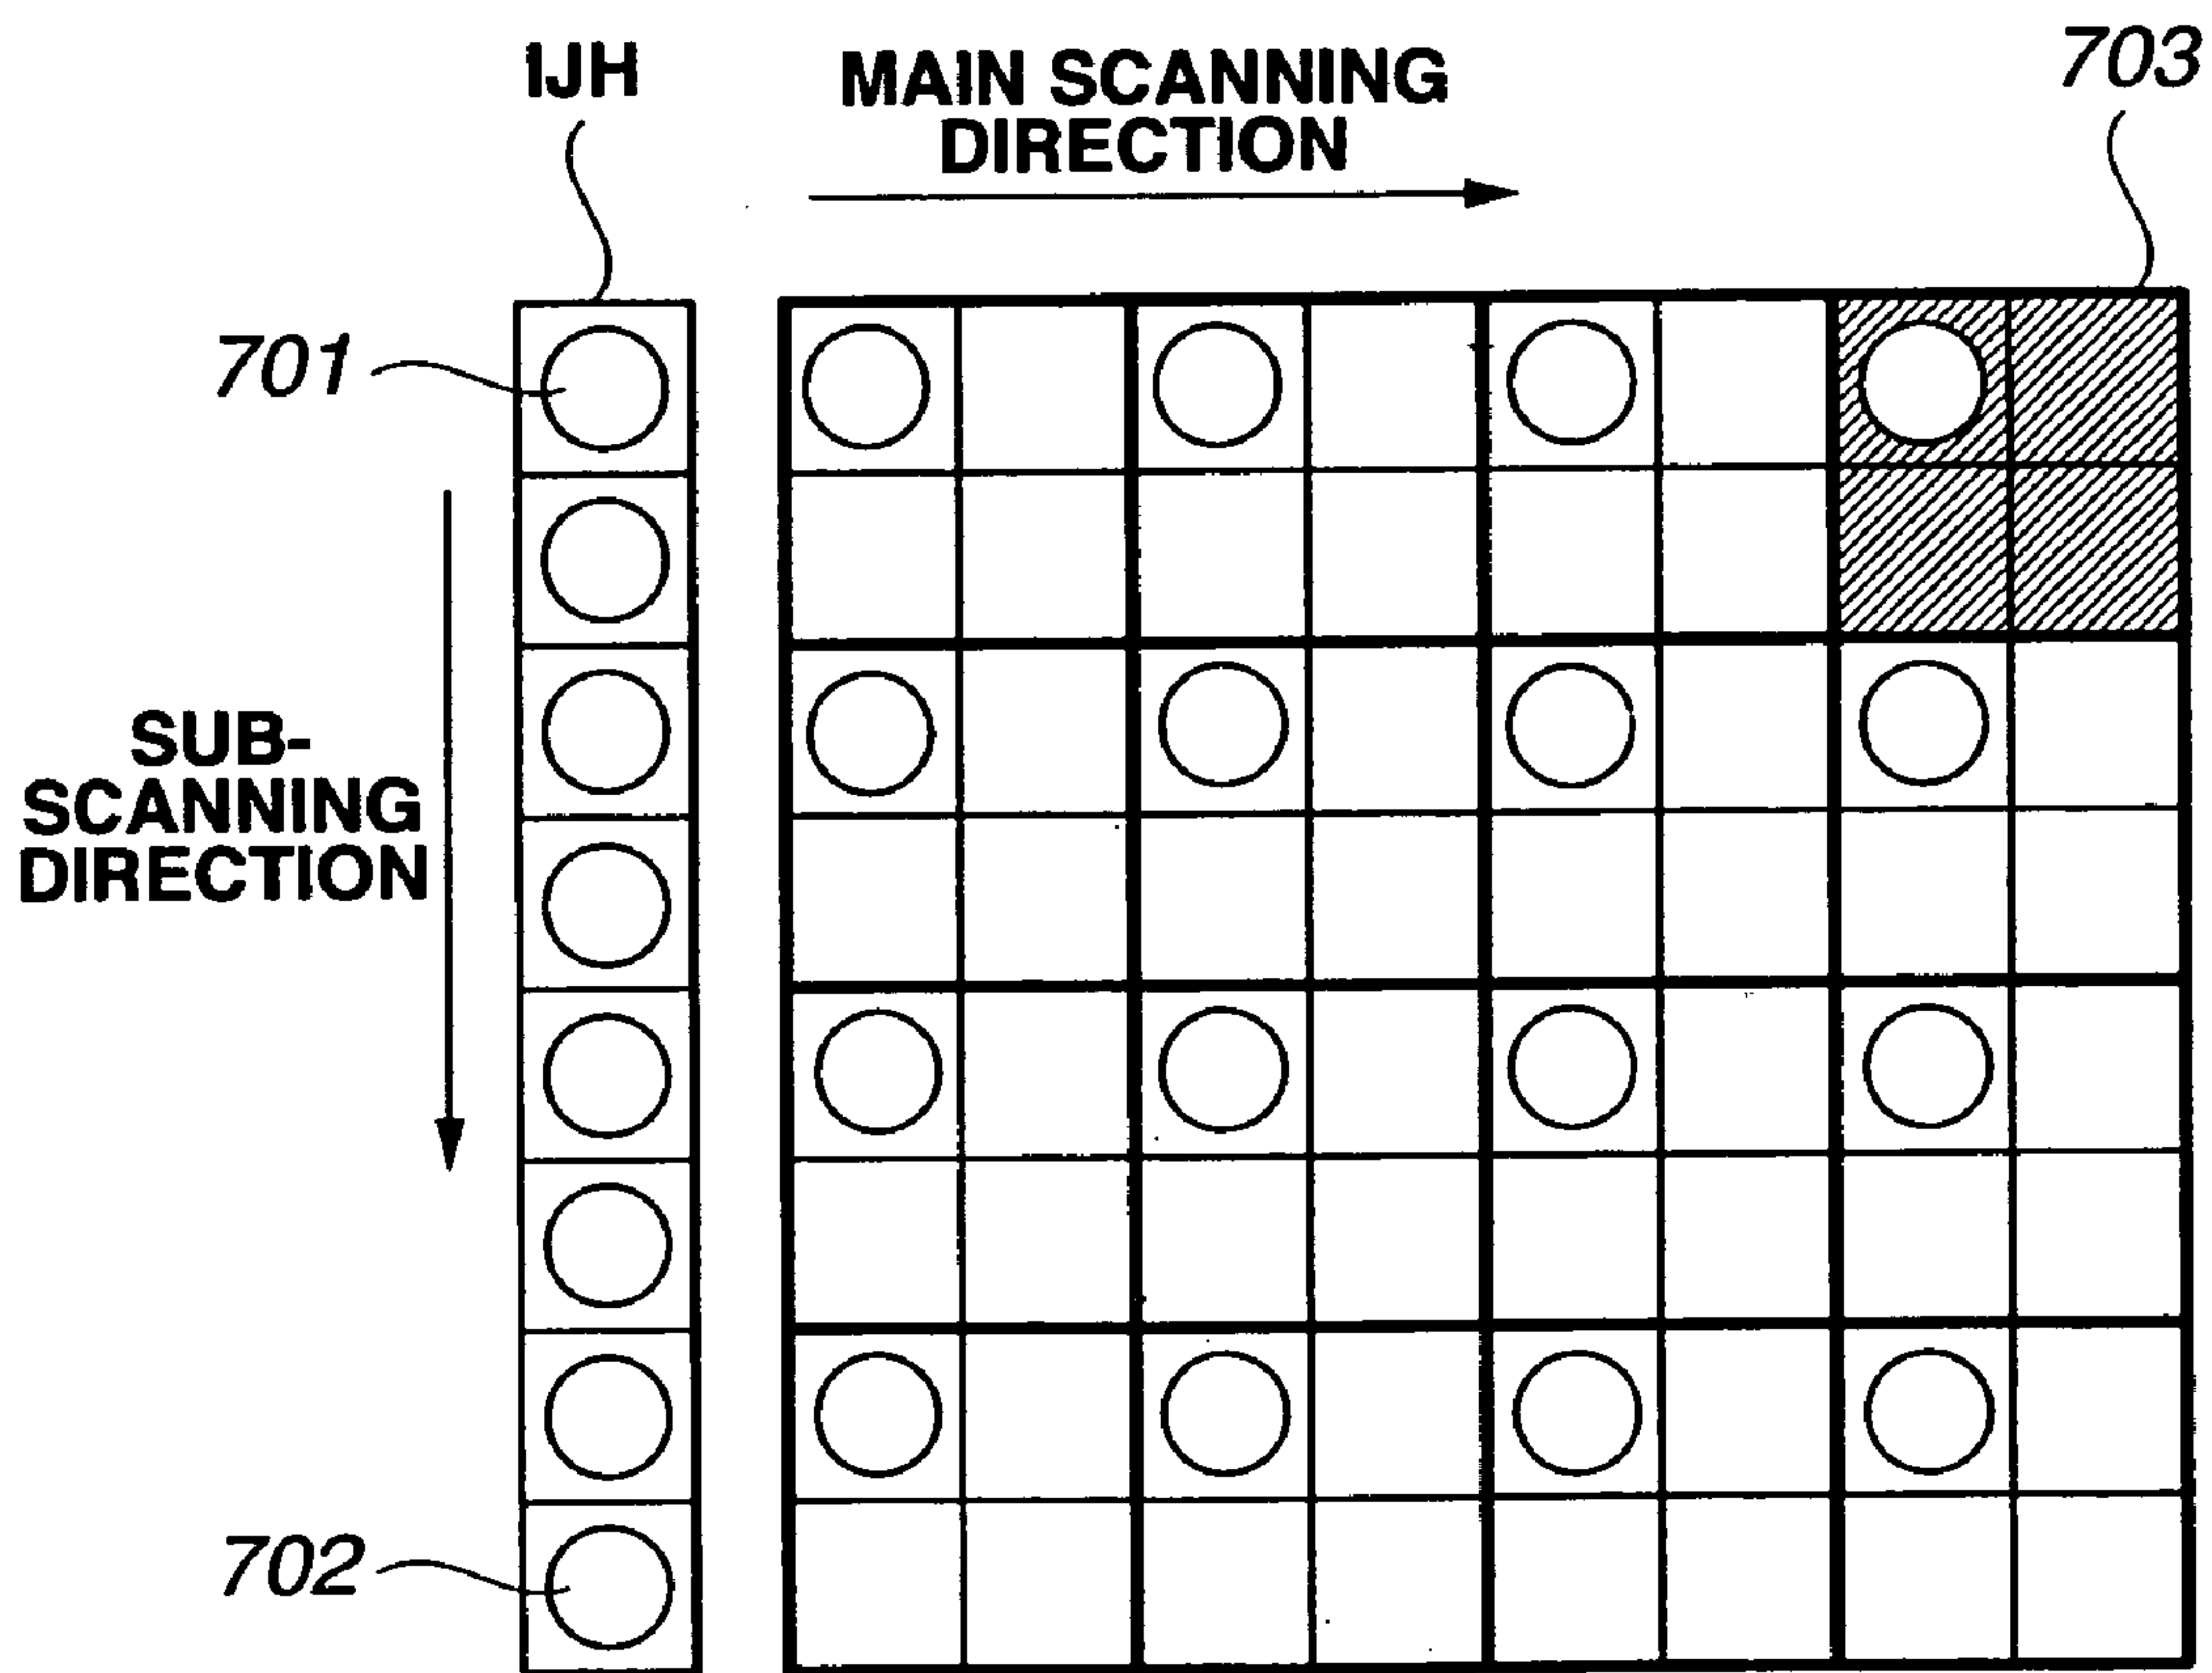 IJH
MAIN SCANNING
DIRECTION
703
701
SUB-
SCANNING
DIRECTION
702